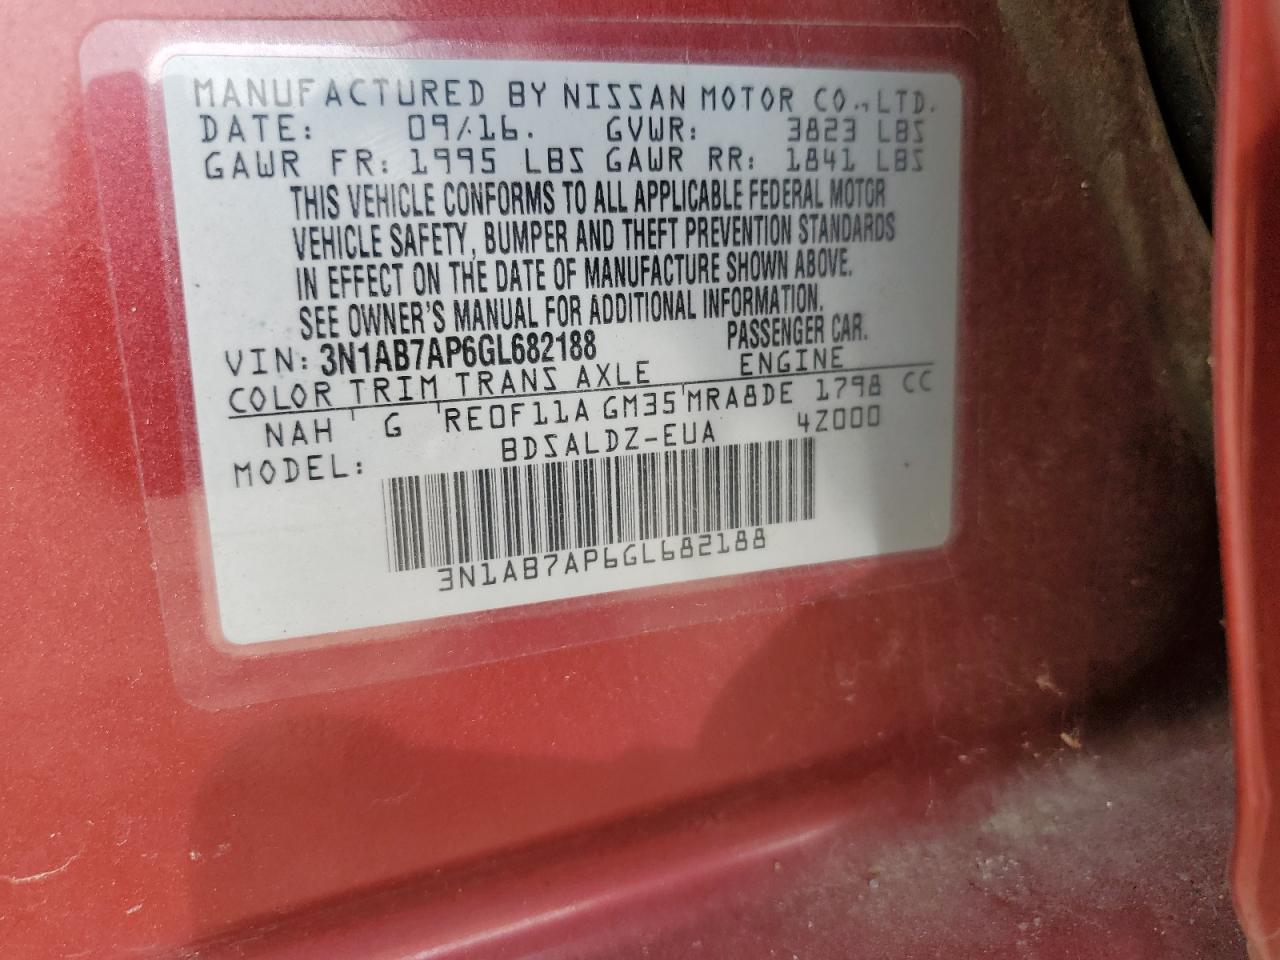 MANUFACTURED BY NISSAN MOTOR CO., LTD.
DATE: 09/16. GVWR: 3823 LBS
GAWR FR: 1995 LBS GAWR RR: 1841 LBS
THIS VEHICLE CONFORMS TO ALL APPLICABLE FEDERAL MOTOR
VEHICLE SAFETY, BUMPER AND THEFT PREVENTION STANDARDS
IN EFFECT ON THE DATE OF MANUFACTURE SHOWN ABOVE.
SEE OWNER'S MANUAL FOR ADDITIONAL INFORMATION.
VIN: 3N1AB7AP6GL682188 PASSENGER CAR.
COLOR TRIM TRANS AXLE ENGINE
NAH G RE0F11A GM35 MRA8DE 1798 CC
MODEL: BDSALDZ-EUA 4Z000
3N1AB7AP6GL682188